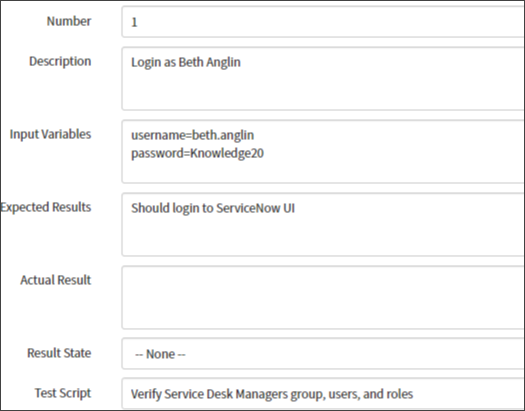 Number 1
Description Login as Beth Anglin
Input Variables username=beth.anglin
password=Knowledge20
Expected Results Should login to ServiceNow UI
Actual Result
Result State -- None --
Test Script Verify Service Desk Managers group, users, and roles